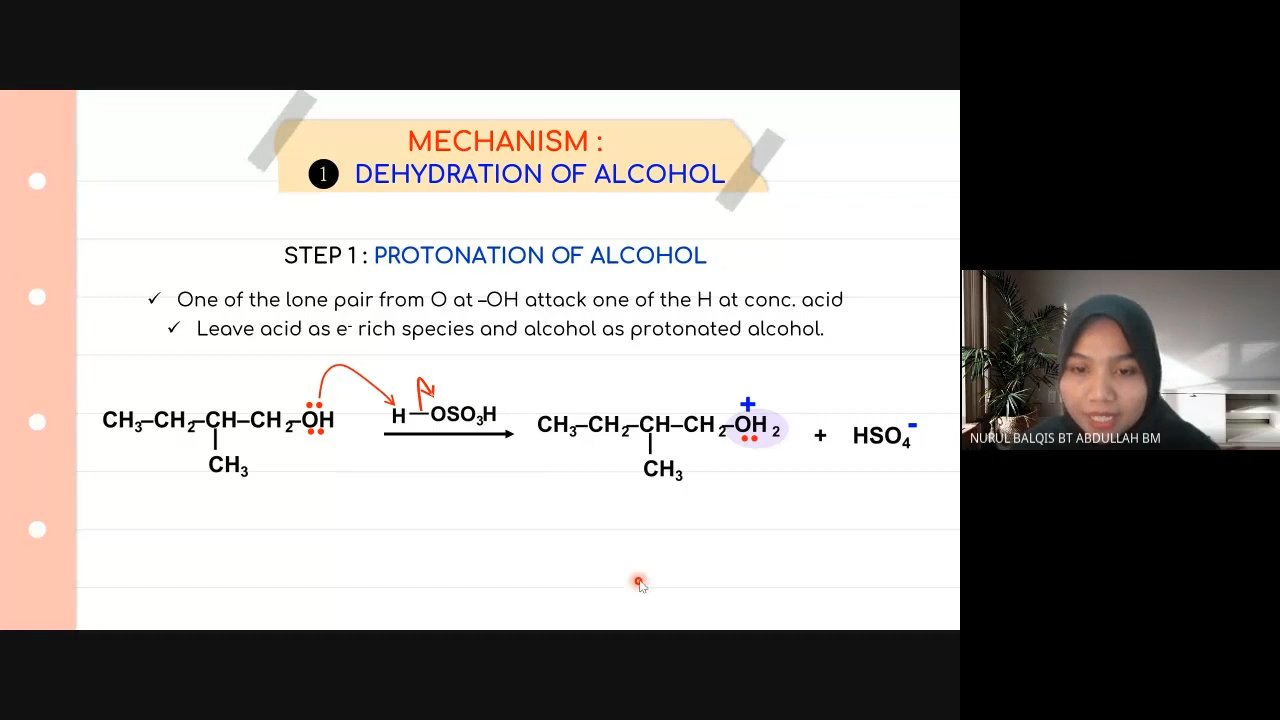 MECHANISM :
1 DEHYDRATION OF ALCOHOL
STEP 1 : PROTONATION OF ALCOHOL
✓ One of the lone pair from O at –OH attack one of the H at conc. acid
✓ Leave acid as e⁻ rich species and alcohol as protonated alcohol.
CH₃–CH₂–CH–CH₂–OH H—OSO₃H CH₃–CH₂–CH–CH₂–OH₂ + + HSO₄⁻
CH₃ CH₃
NURUL BALQIS BT ABDULLAH BM